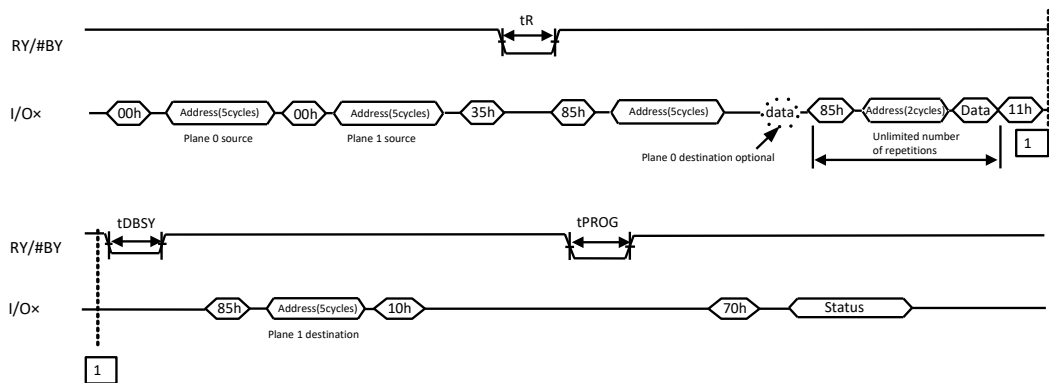 tR
RY/#BY
I/O×
00h Address(5cycles) 00h Address(5cycles) 35h 85h Address(5cycles) data 85h Address(2cycles) Data 11h
Plane 0 source Plane 1 source
Plane 0 destination optional
Unlimited number
of repetitions
1
tDBSY tPROG
RY/#BY
I/O×
85h Address(5cycles) 10h 70h Status
Plane 1 destination
1